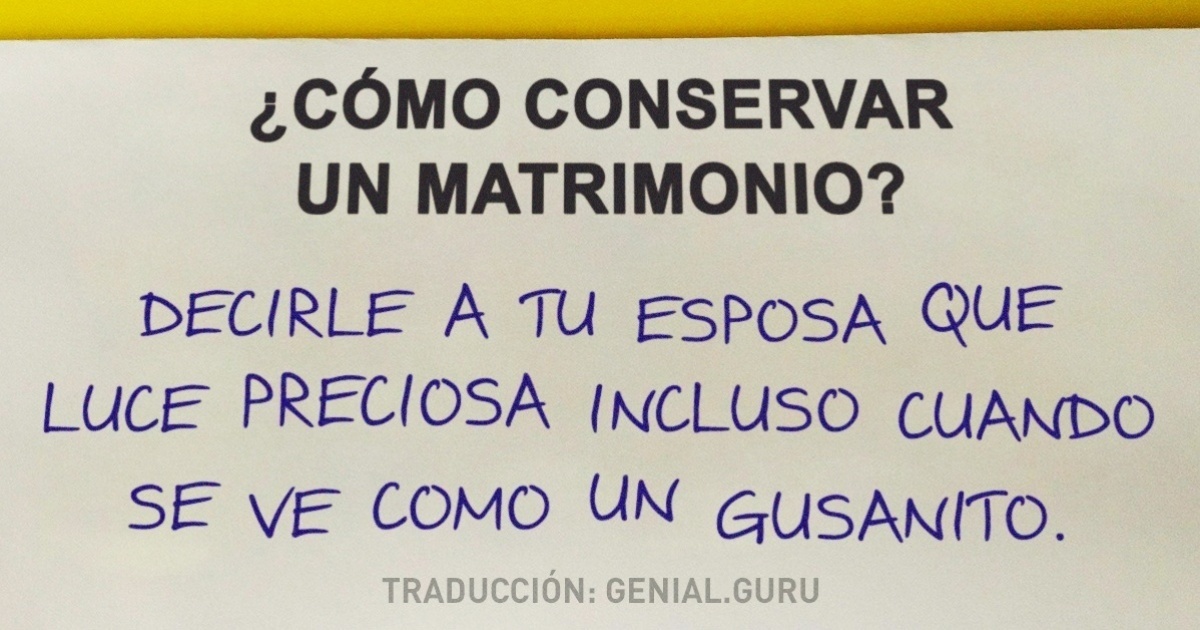 ¿CÓMO CONSERVAR
UN MATRIMONIO?
DECIRLE A TU ESPOSA QUE
LUCE PRECIOSA INCLUSO CUANDO
SE VE COMO UN GUSANITO.
TRADUCCIÓN: GENIAL.GURU